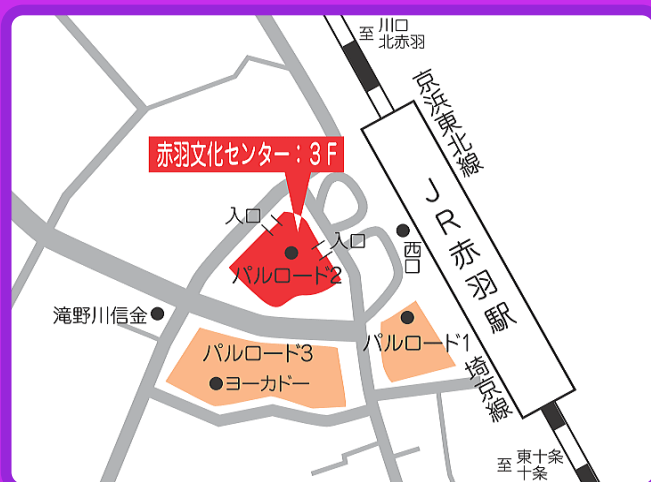 至 川口
北赤羽
京浜東北線
赤羽文化センター:3F
JR赤羽駅
入口
入口
西口
パルロード2
滝野川信金
パルロード3
パルロード1
ヨーカドー
埼京線
至 東十条
十条